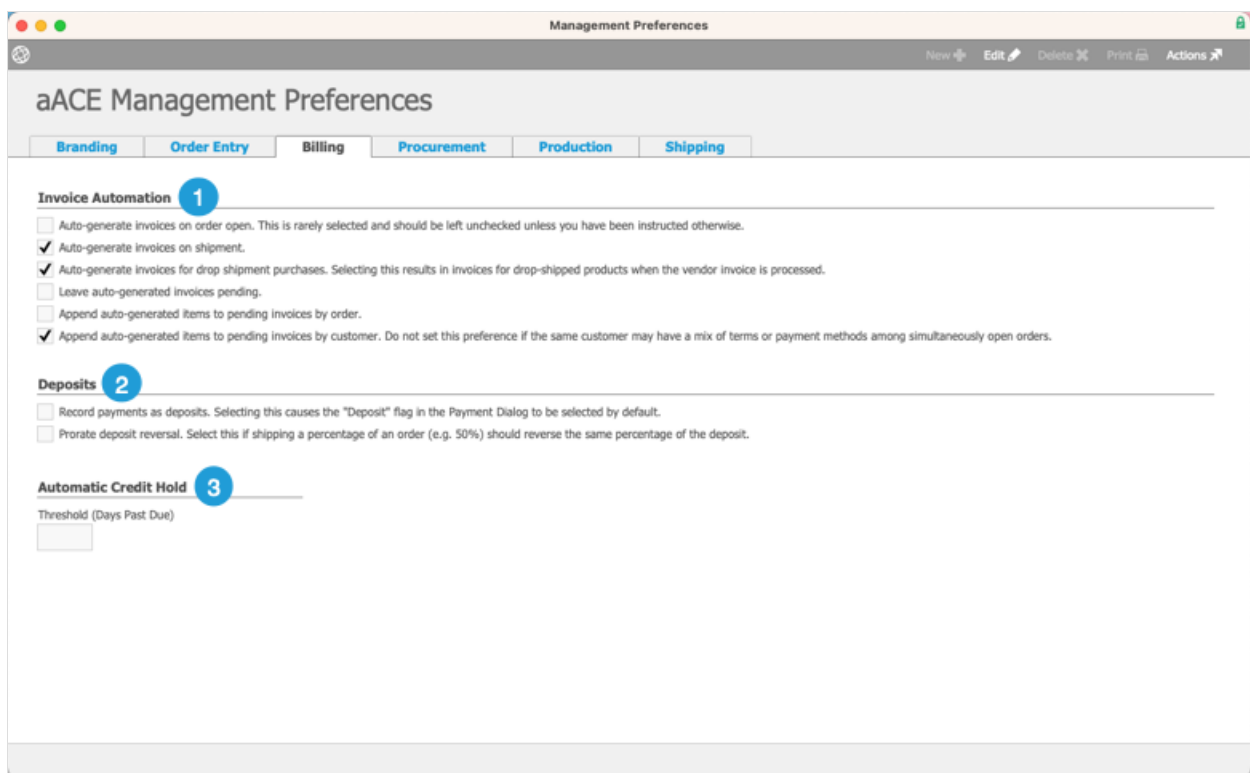 Management Preferences
New Edit Delete Print Actions
aACE Management Preferences
Branding Order Entry Billing Procurement Production Shipping
Invoice Automation 1
Auto-generate invoices on order open. This is rarely selected and should be left unchecked unless you have been instructed otherwise.
Auto-generate invoices on shipment.
Auto-generate invoices for drop shipment purchases. Selecting this results in invoices for drop-shipped products when the vendor invoice is processed.
Leave auto-generated invoices pending.
Append auto-generated items to pending invoices by order.
Append auto-generated items to pending invoices by customer. Do not set this preference if the same customer may have a mix of terms or payment methods among simultaneously open orders.
Deposits 2
Record payments as deposits. Selecting this causes the "Deposit" flag in the Payment Dialog to be selected by default.
Prorate deposit reversal. Select this if shipping a percentage of an order (e.g. 50%) should reverse the same percentage of the deposit.
Automatic Credit Hold 3
Threshold (Days Past Due)